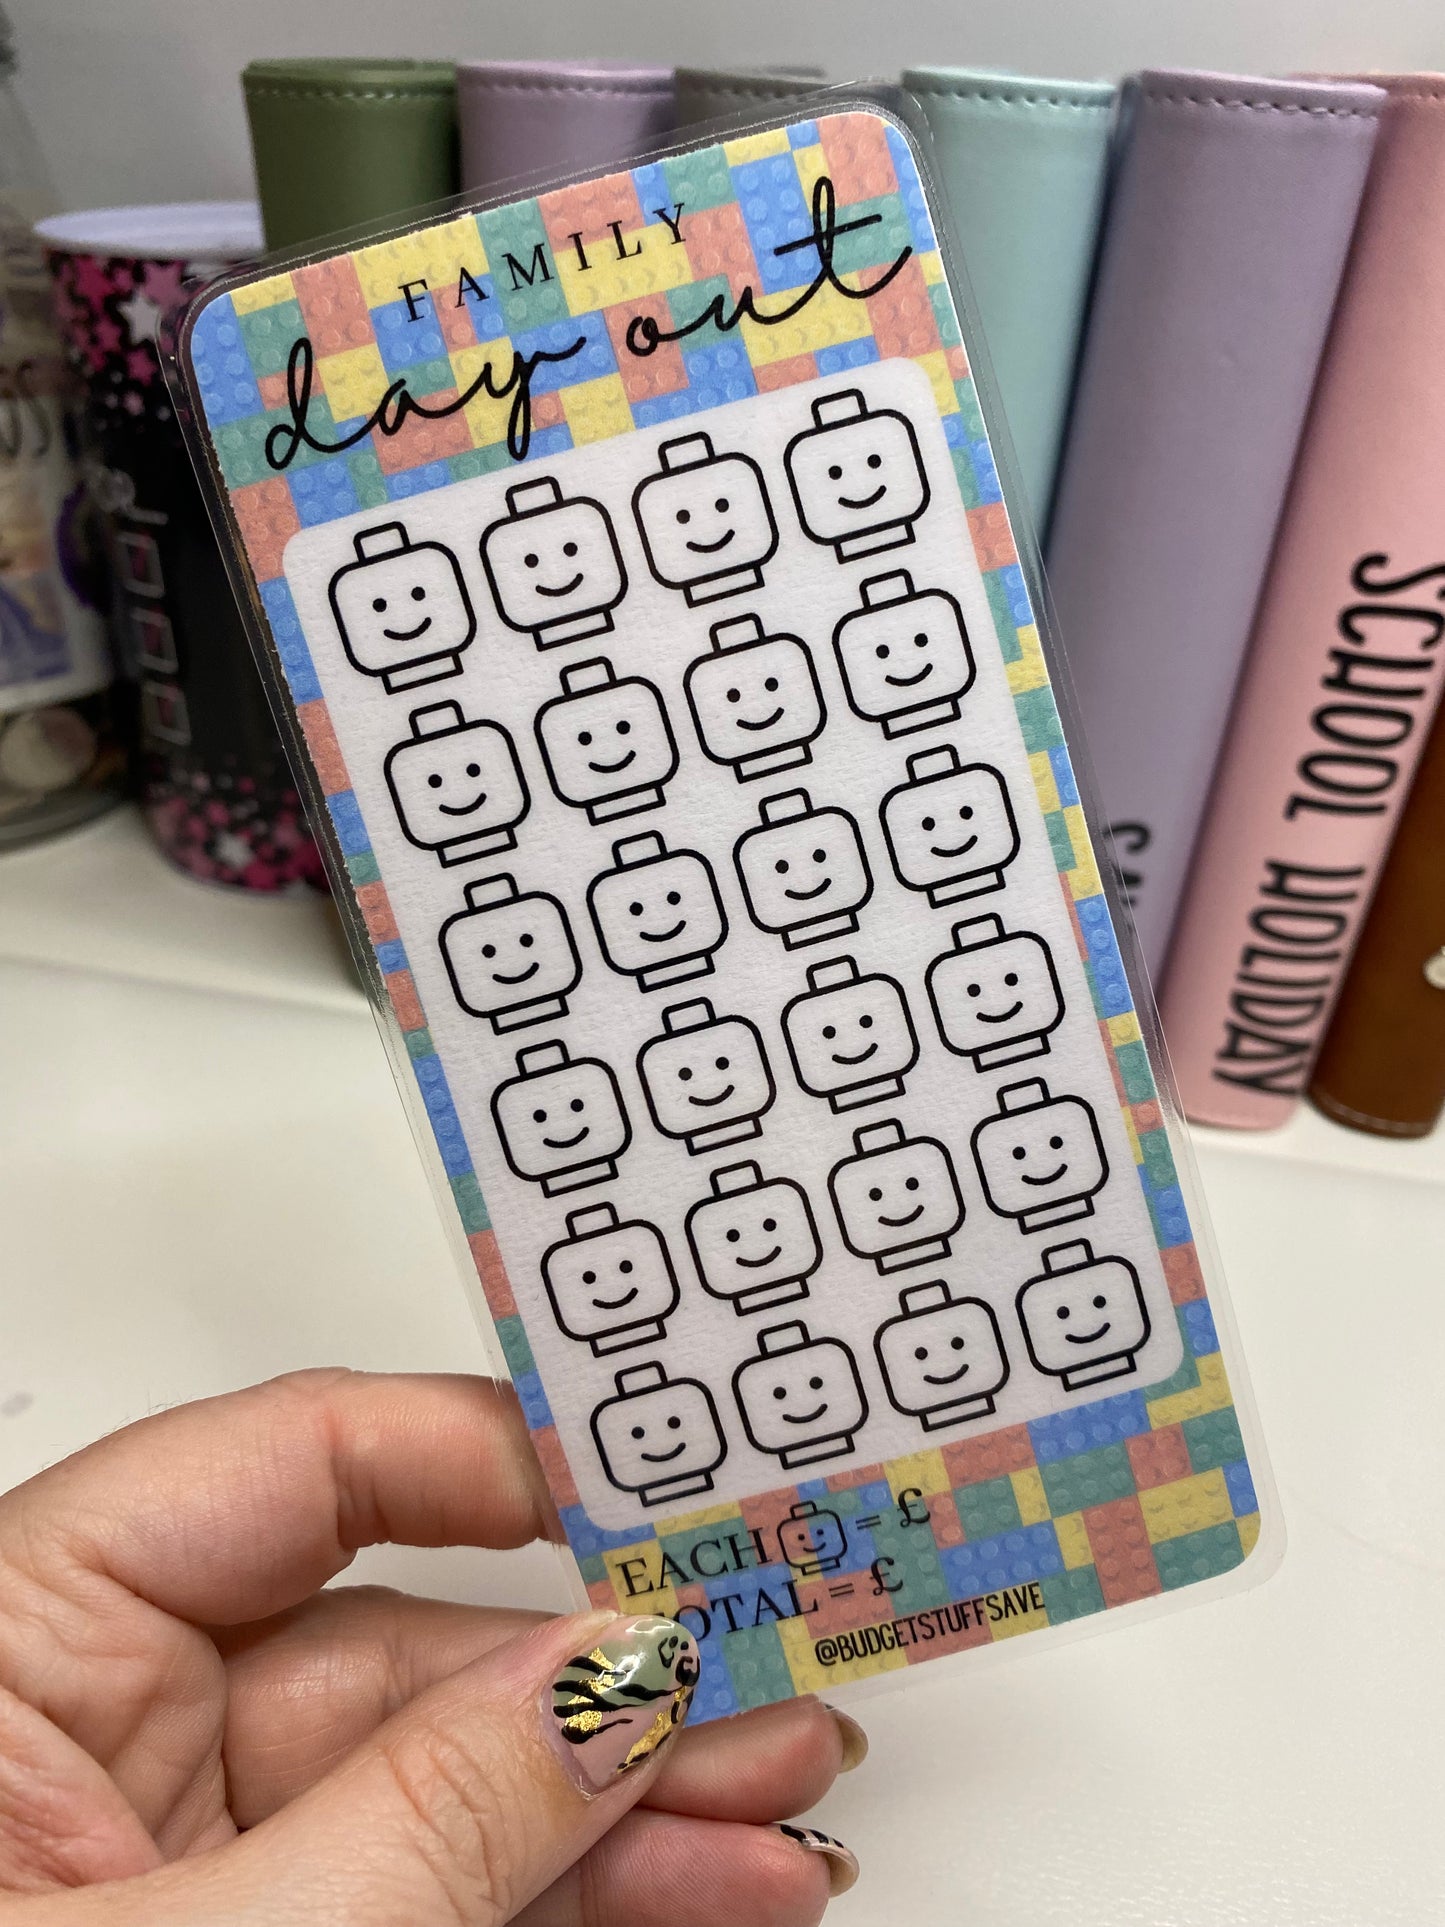 FAMILY
day out
EACH = £
TOTAL = £
@BUDGETSTUFFSAVE
SCHOOL HOLIDAY